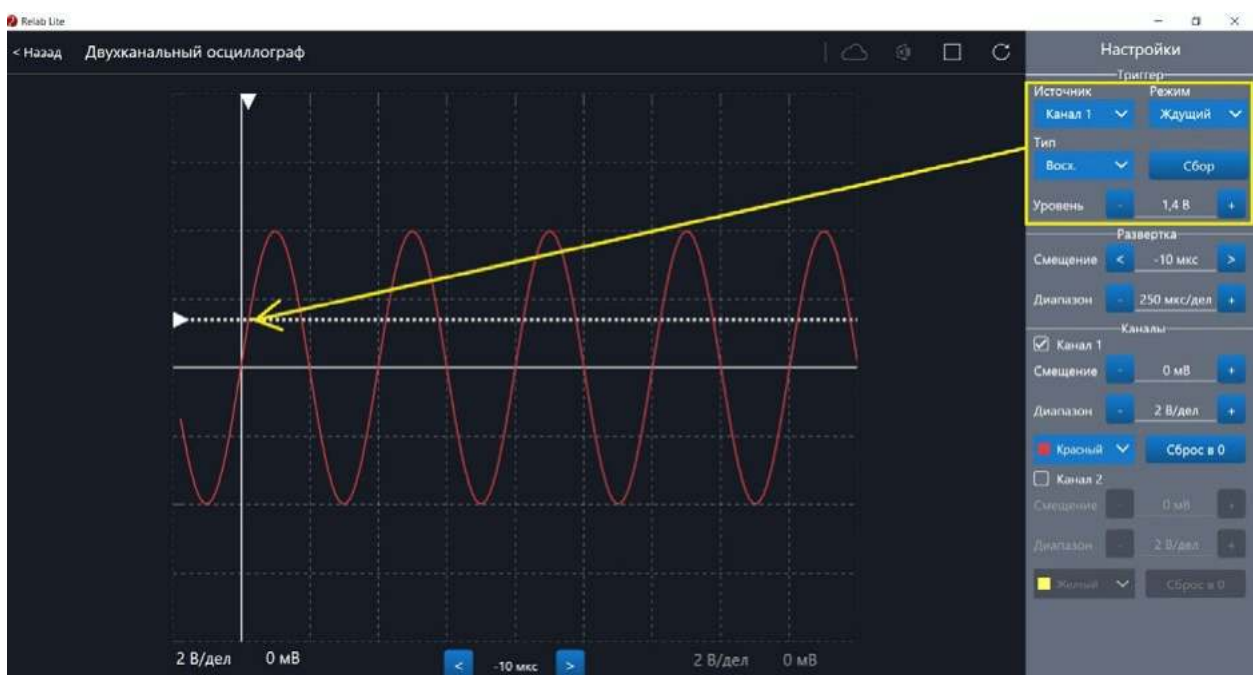 Relab Lite
< Назад Двухканальный осциллограф
Настройки
Триггер
Источник Режим
Канал 1 Ждущий
Тип
Восх. Сбор
Уровень - 1,4 В +
Развертка
Смещение < -10 мкс >
Диапазон - 250 мкс/дел +
Каналы
Канал 1
Смещение - 0 мВ +
Диапазон - 2 В/дел +
Красный Сброс в 0
Канал 2
Смещение - 0 мВ +
Диапазон - 2 В/дел +
Желтый Сброс в 0
2 В/дел 0 мВ < -10 мкс > 2 В/дел 0 мВ